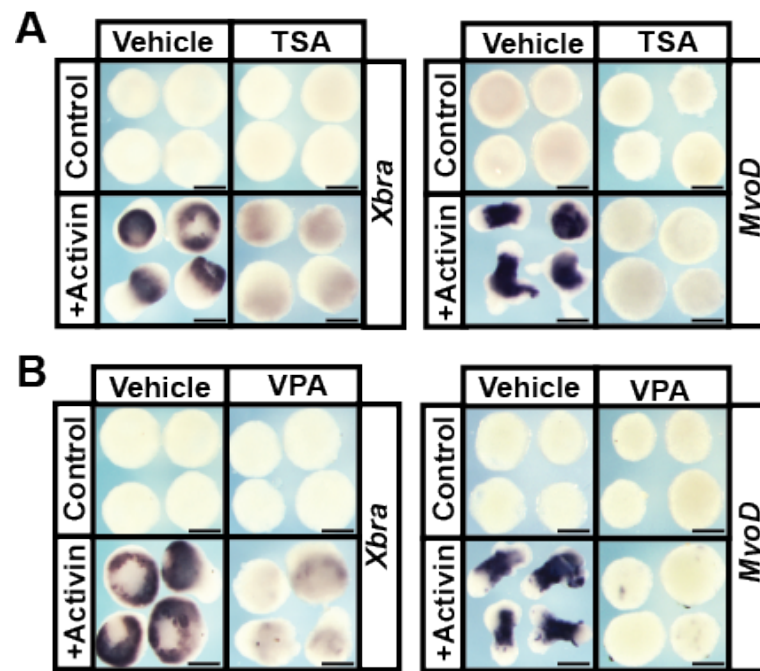 A
Vehicle TSA
Control
+Activin
Xbra
Vehicle TSA
Control
+Activin
MyoD
B
Vehicle VPA
Control
+Activin
Xbra
Vehicle VPA
Control
+Activin
MyoD